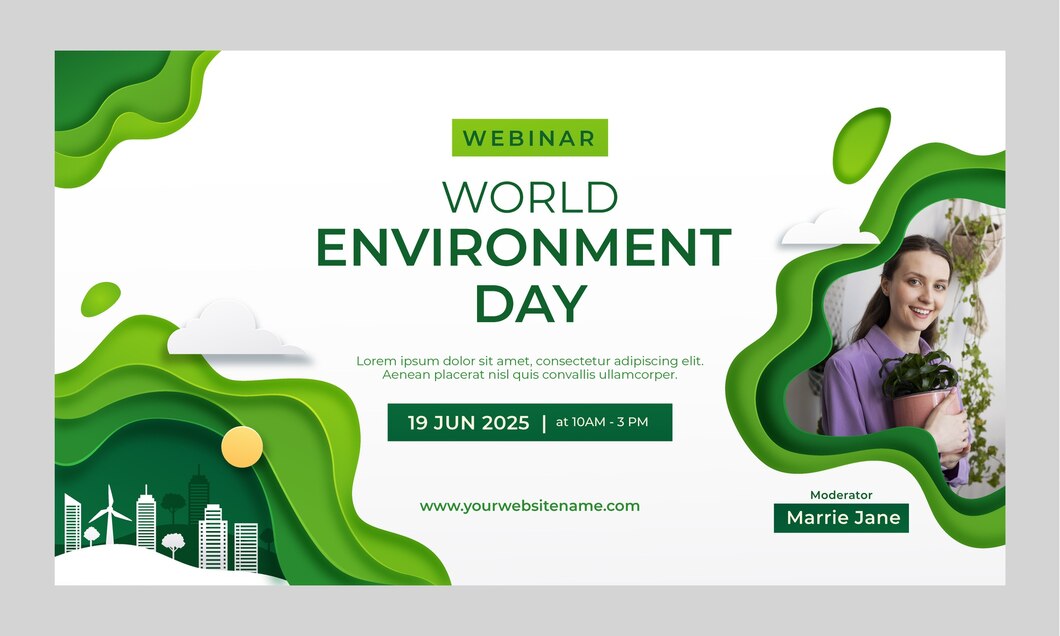 WEBINAR
WORLD
ENVIRONMENT
DAY
Lorem ipsum dolor sit amet, consectetur adipiscing elit.
Aenean placerat nisl quis convallis ullamcorper.
19 JUN 2025 | at 10AM - 3 PM
www.yourwebsitename.com
Moderator
Marrie Jane